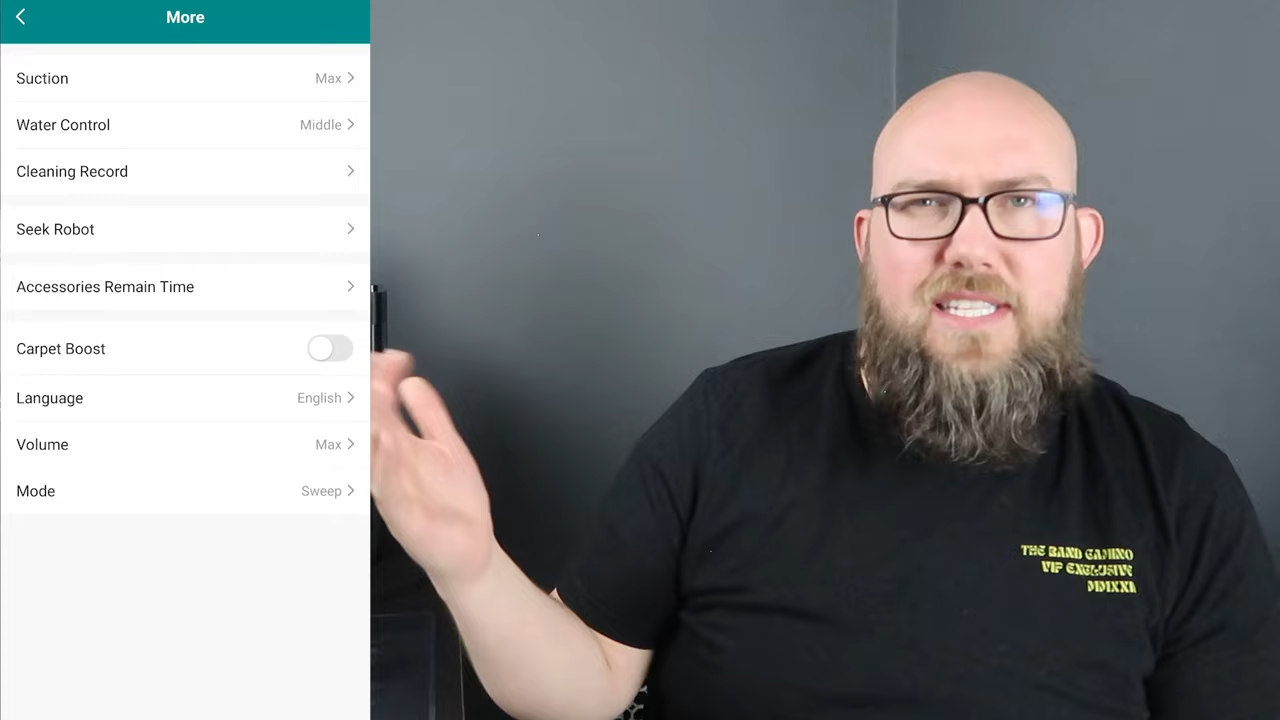 More
Suction
Max
Water Control
Middle
Cleaning Record
Seek Robot
Accessories Remain Time
Carpet Boost
Language
English
Volume
Max
Mode
Sweep
THE BAND CAMINO
VIP EXCLUSIVE